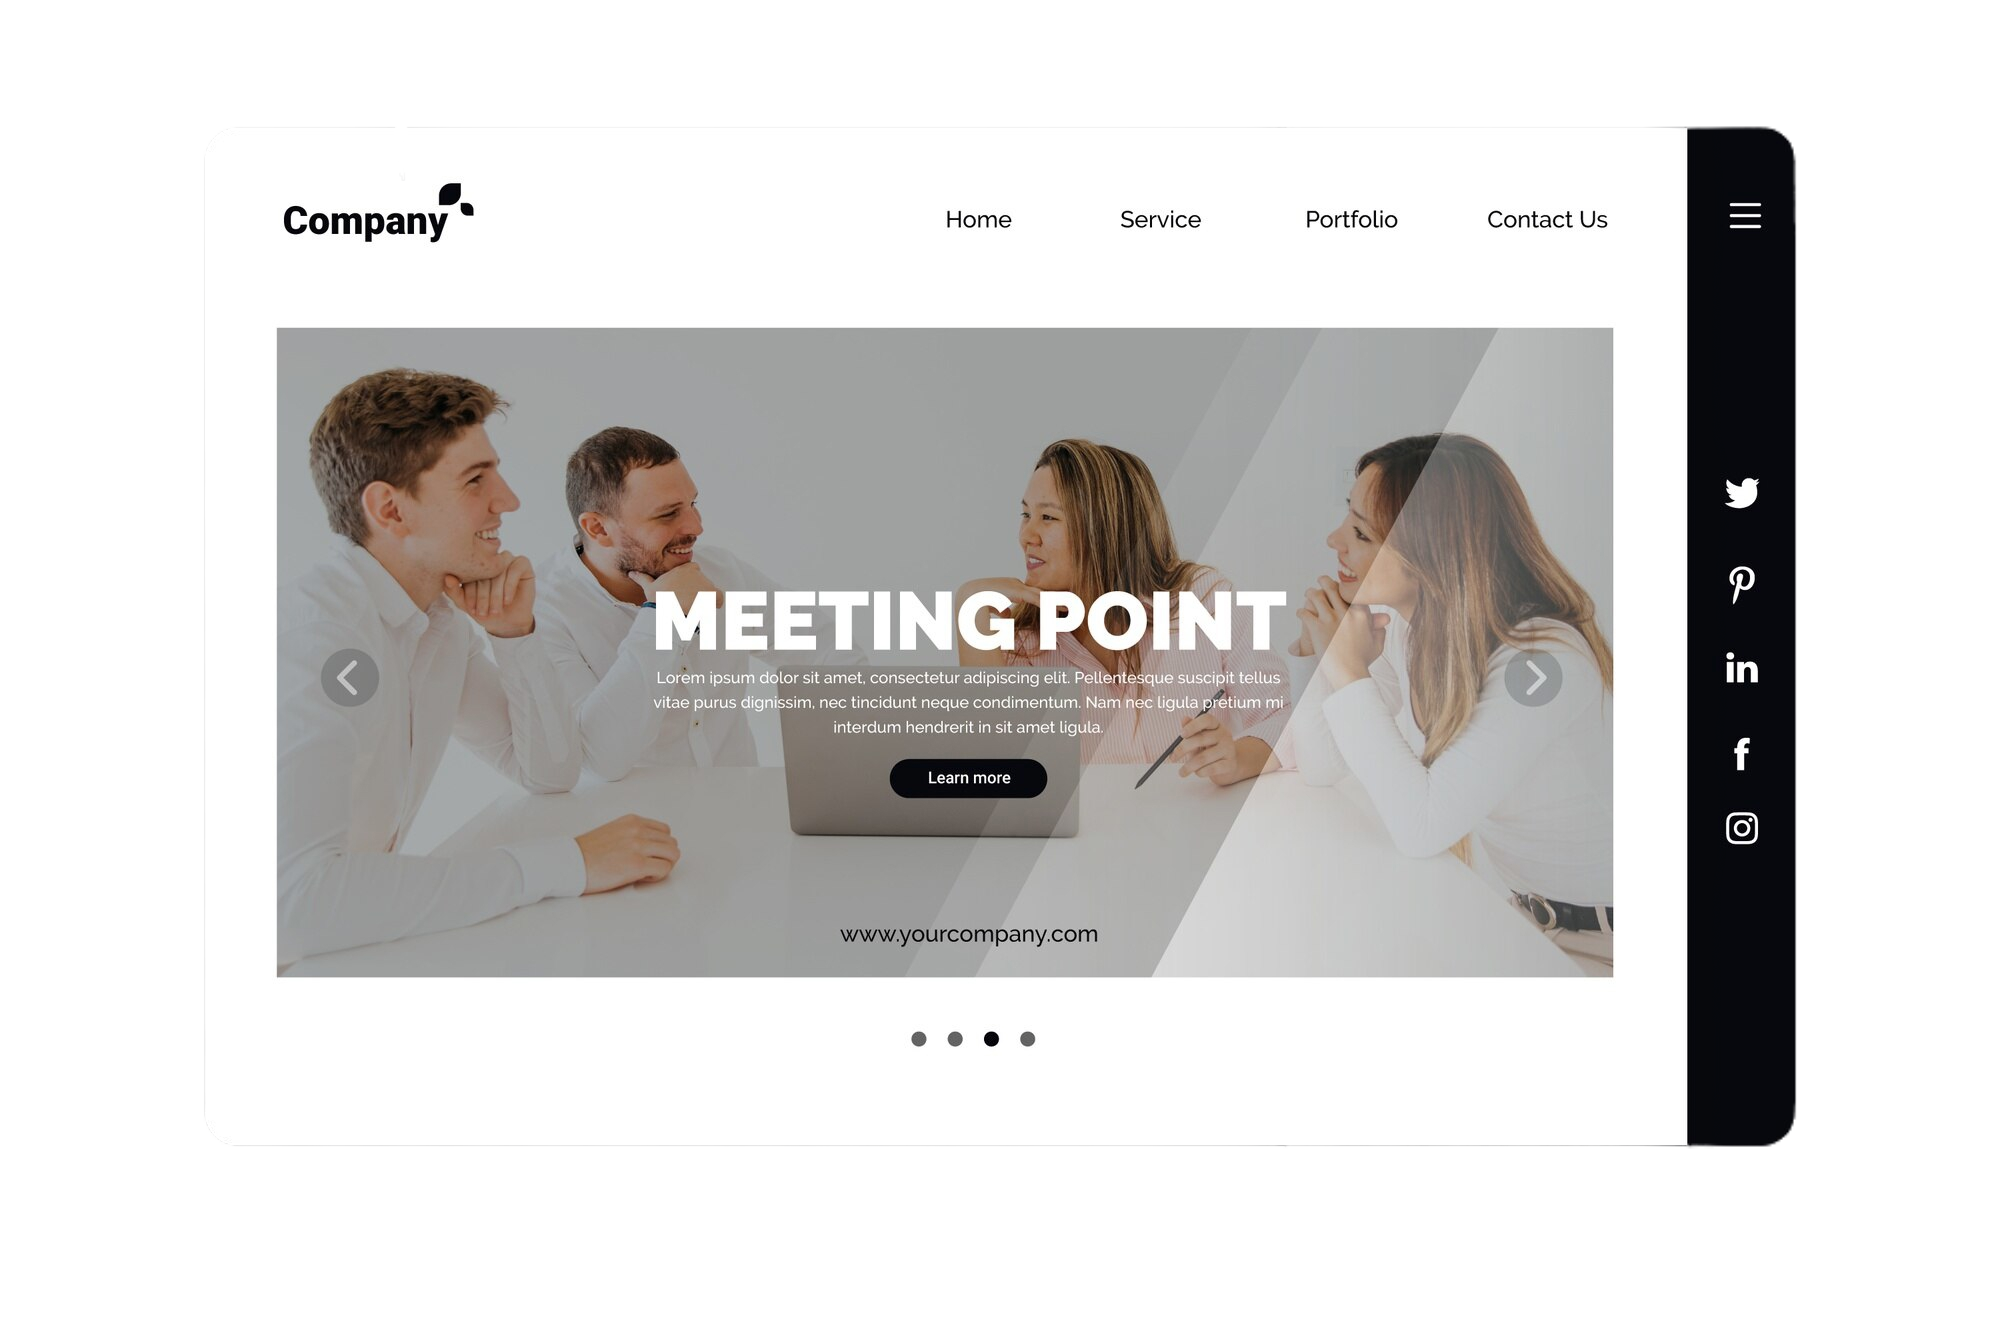 Company
Home
Service
Portfolio
Contact Us
MEETING POINT
Lorem ipsum dolor sit amet, consectetur adipiscing elit. Pellentesque suscipit tellus
vitae purus dignissim, nec tincidunt neque condimentum. Nam nec ligula pretium mi
interdum hendrerit in sit amet ligula.
Learn more
www.yourcompany.com